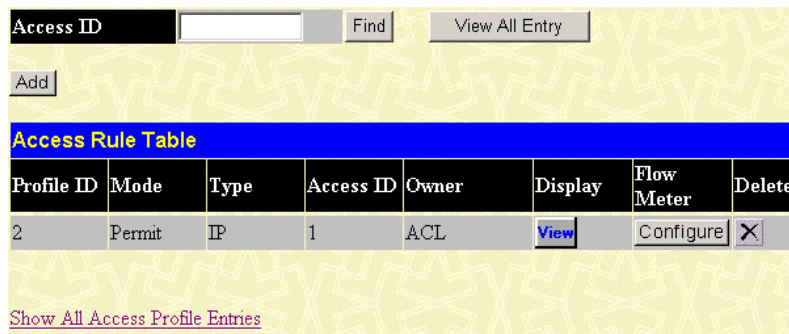 Access ID Find View All Entry
Add
Access Rule Table
Profile ID Mode Type Access ID Owner Display Flow Meter Delete
2 Permit IP 1 ACL View Configure X
Show All Access Profile Entries